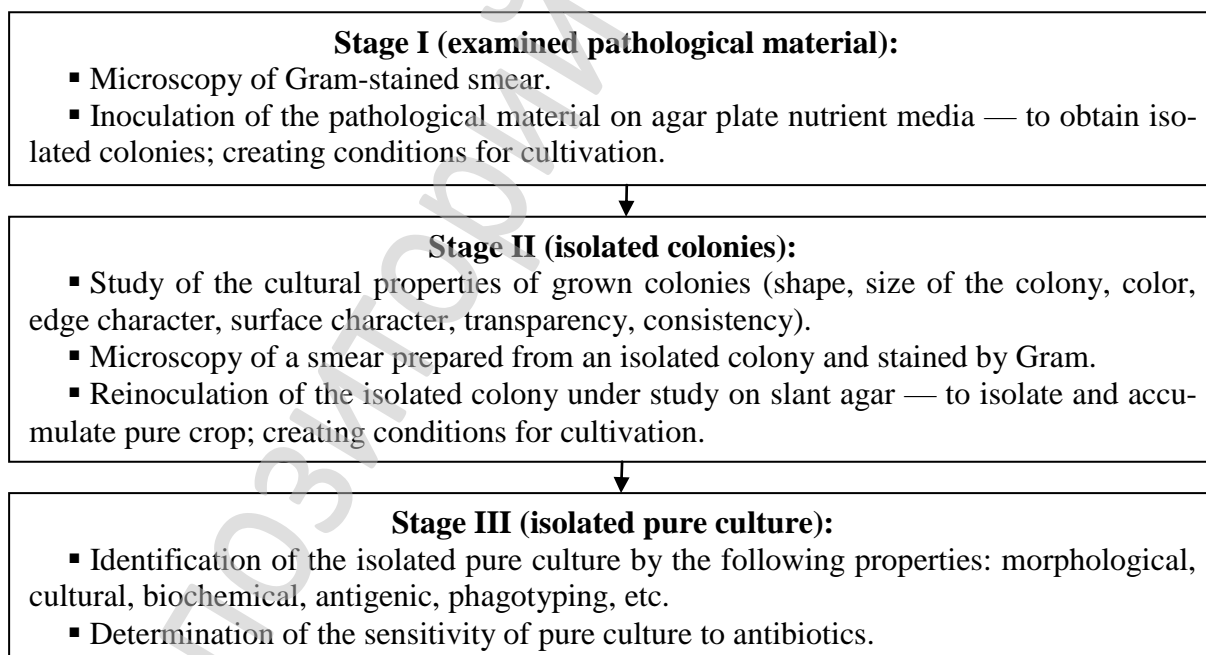 Stage I (examined pathological material):
▪ Microscopy of Gram-stained smear.
▪ Inoculation of the pathological material on agar plate nutrient media — to obtain iso-
lated colonies; creating conditions for cultivation.
Stage II (isolated colonies):
▪ Study of the cultural properties of grown colonies (shape, size of the colony, color,
edge character, surface character, transparency, consistency).
▪ Microscopy of a smear prepared from an isolated colony and stained by Gram.
▪ Reinoculation of the isolated colony under study on slant agar — to isolate and accu-
mulate pure crop; creating conditions for cultivation.
Stage III (isolated pure culture):
▪ Identification of the isolated pure culture by the following properties: morphological,
cultural, biochemical, antigenic, phagotyping, etc.
▪ Determination of the sensitivity of pure culture to antibiotics.
позиторий